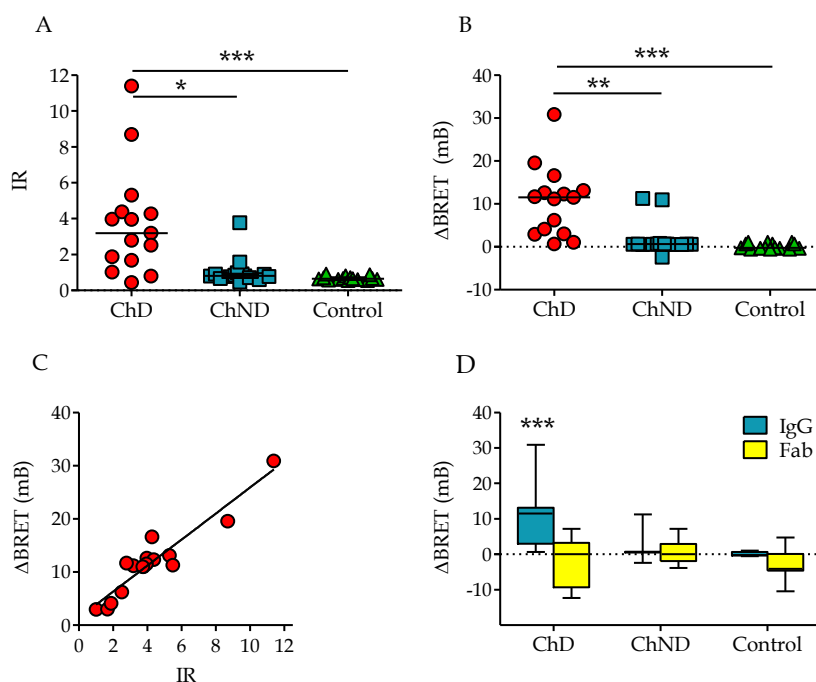 A
B
***
*
12
10
8
6
4
2
0
IR
ChD
ChND
Control
***
**
40
30
20
10
0
-10
ΔBRET (mB)
ChD
ChND
Control
C
D
40
30
20
10
0
ΔBRET (mB)
0 2 4 6 8 10 12
IR
***
IgG
Fab
40
30
20
10
0
-10
ΔBRET (mB)
ChD
ChND
Control